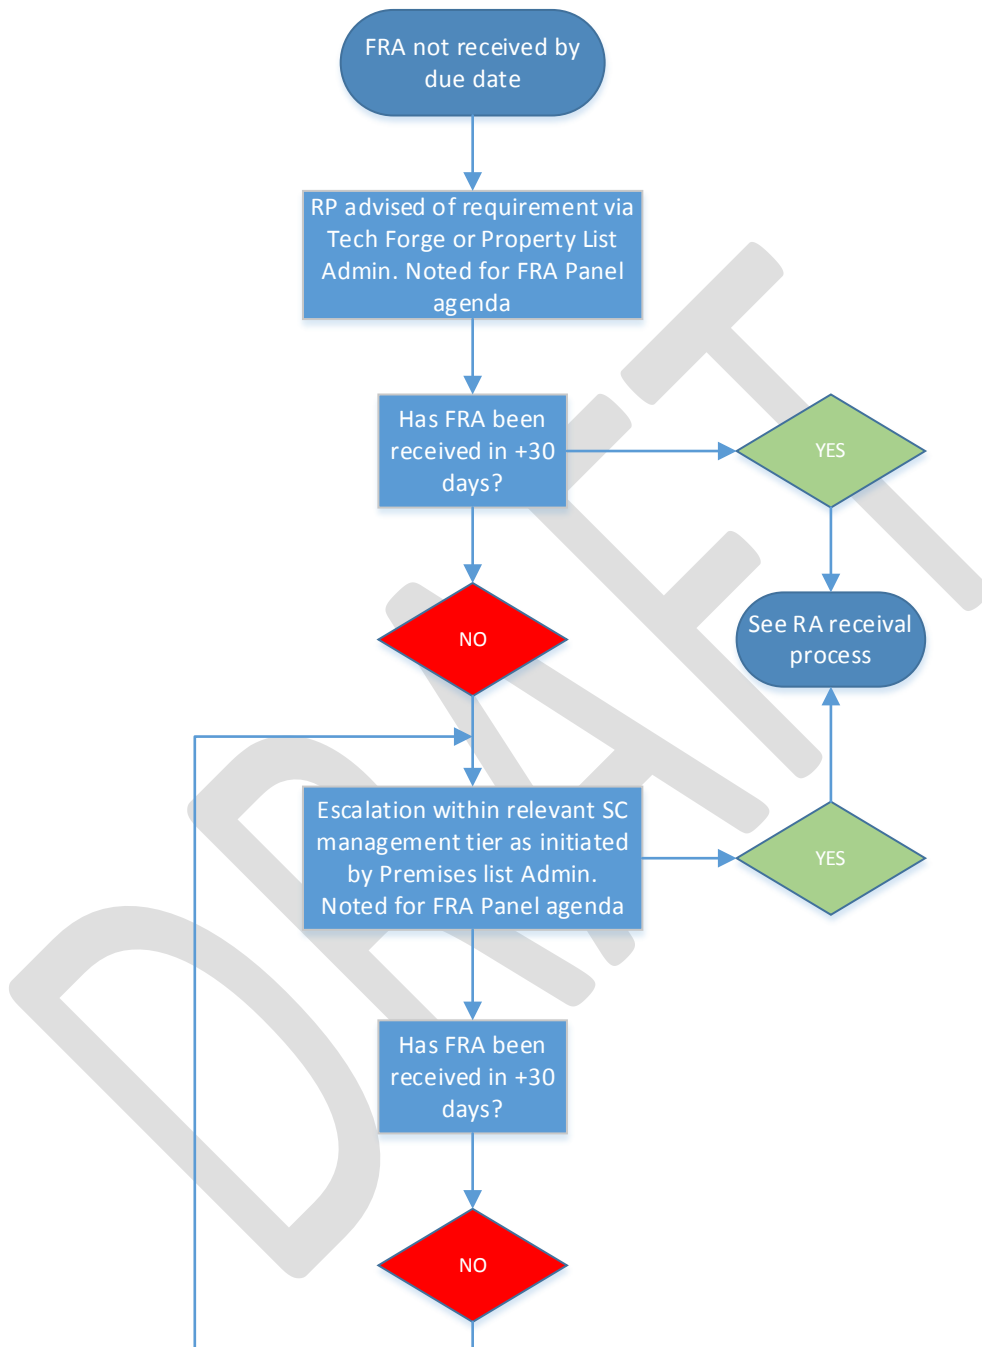 FRA not received by
due date
RP advised of requirement via
Tech Forge or Property List
Admin. Noted for FRA Panel
agenda
Has FRA been
received in +30
days?
YES
NO
See RA receival
process
Escalation within relevant SC
management tier as initiated
by Premises list Admin.
Noted for FRA Panel agenda
YES
Has FRA been
received in +30
days?
NO
DRAFT